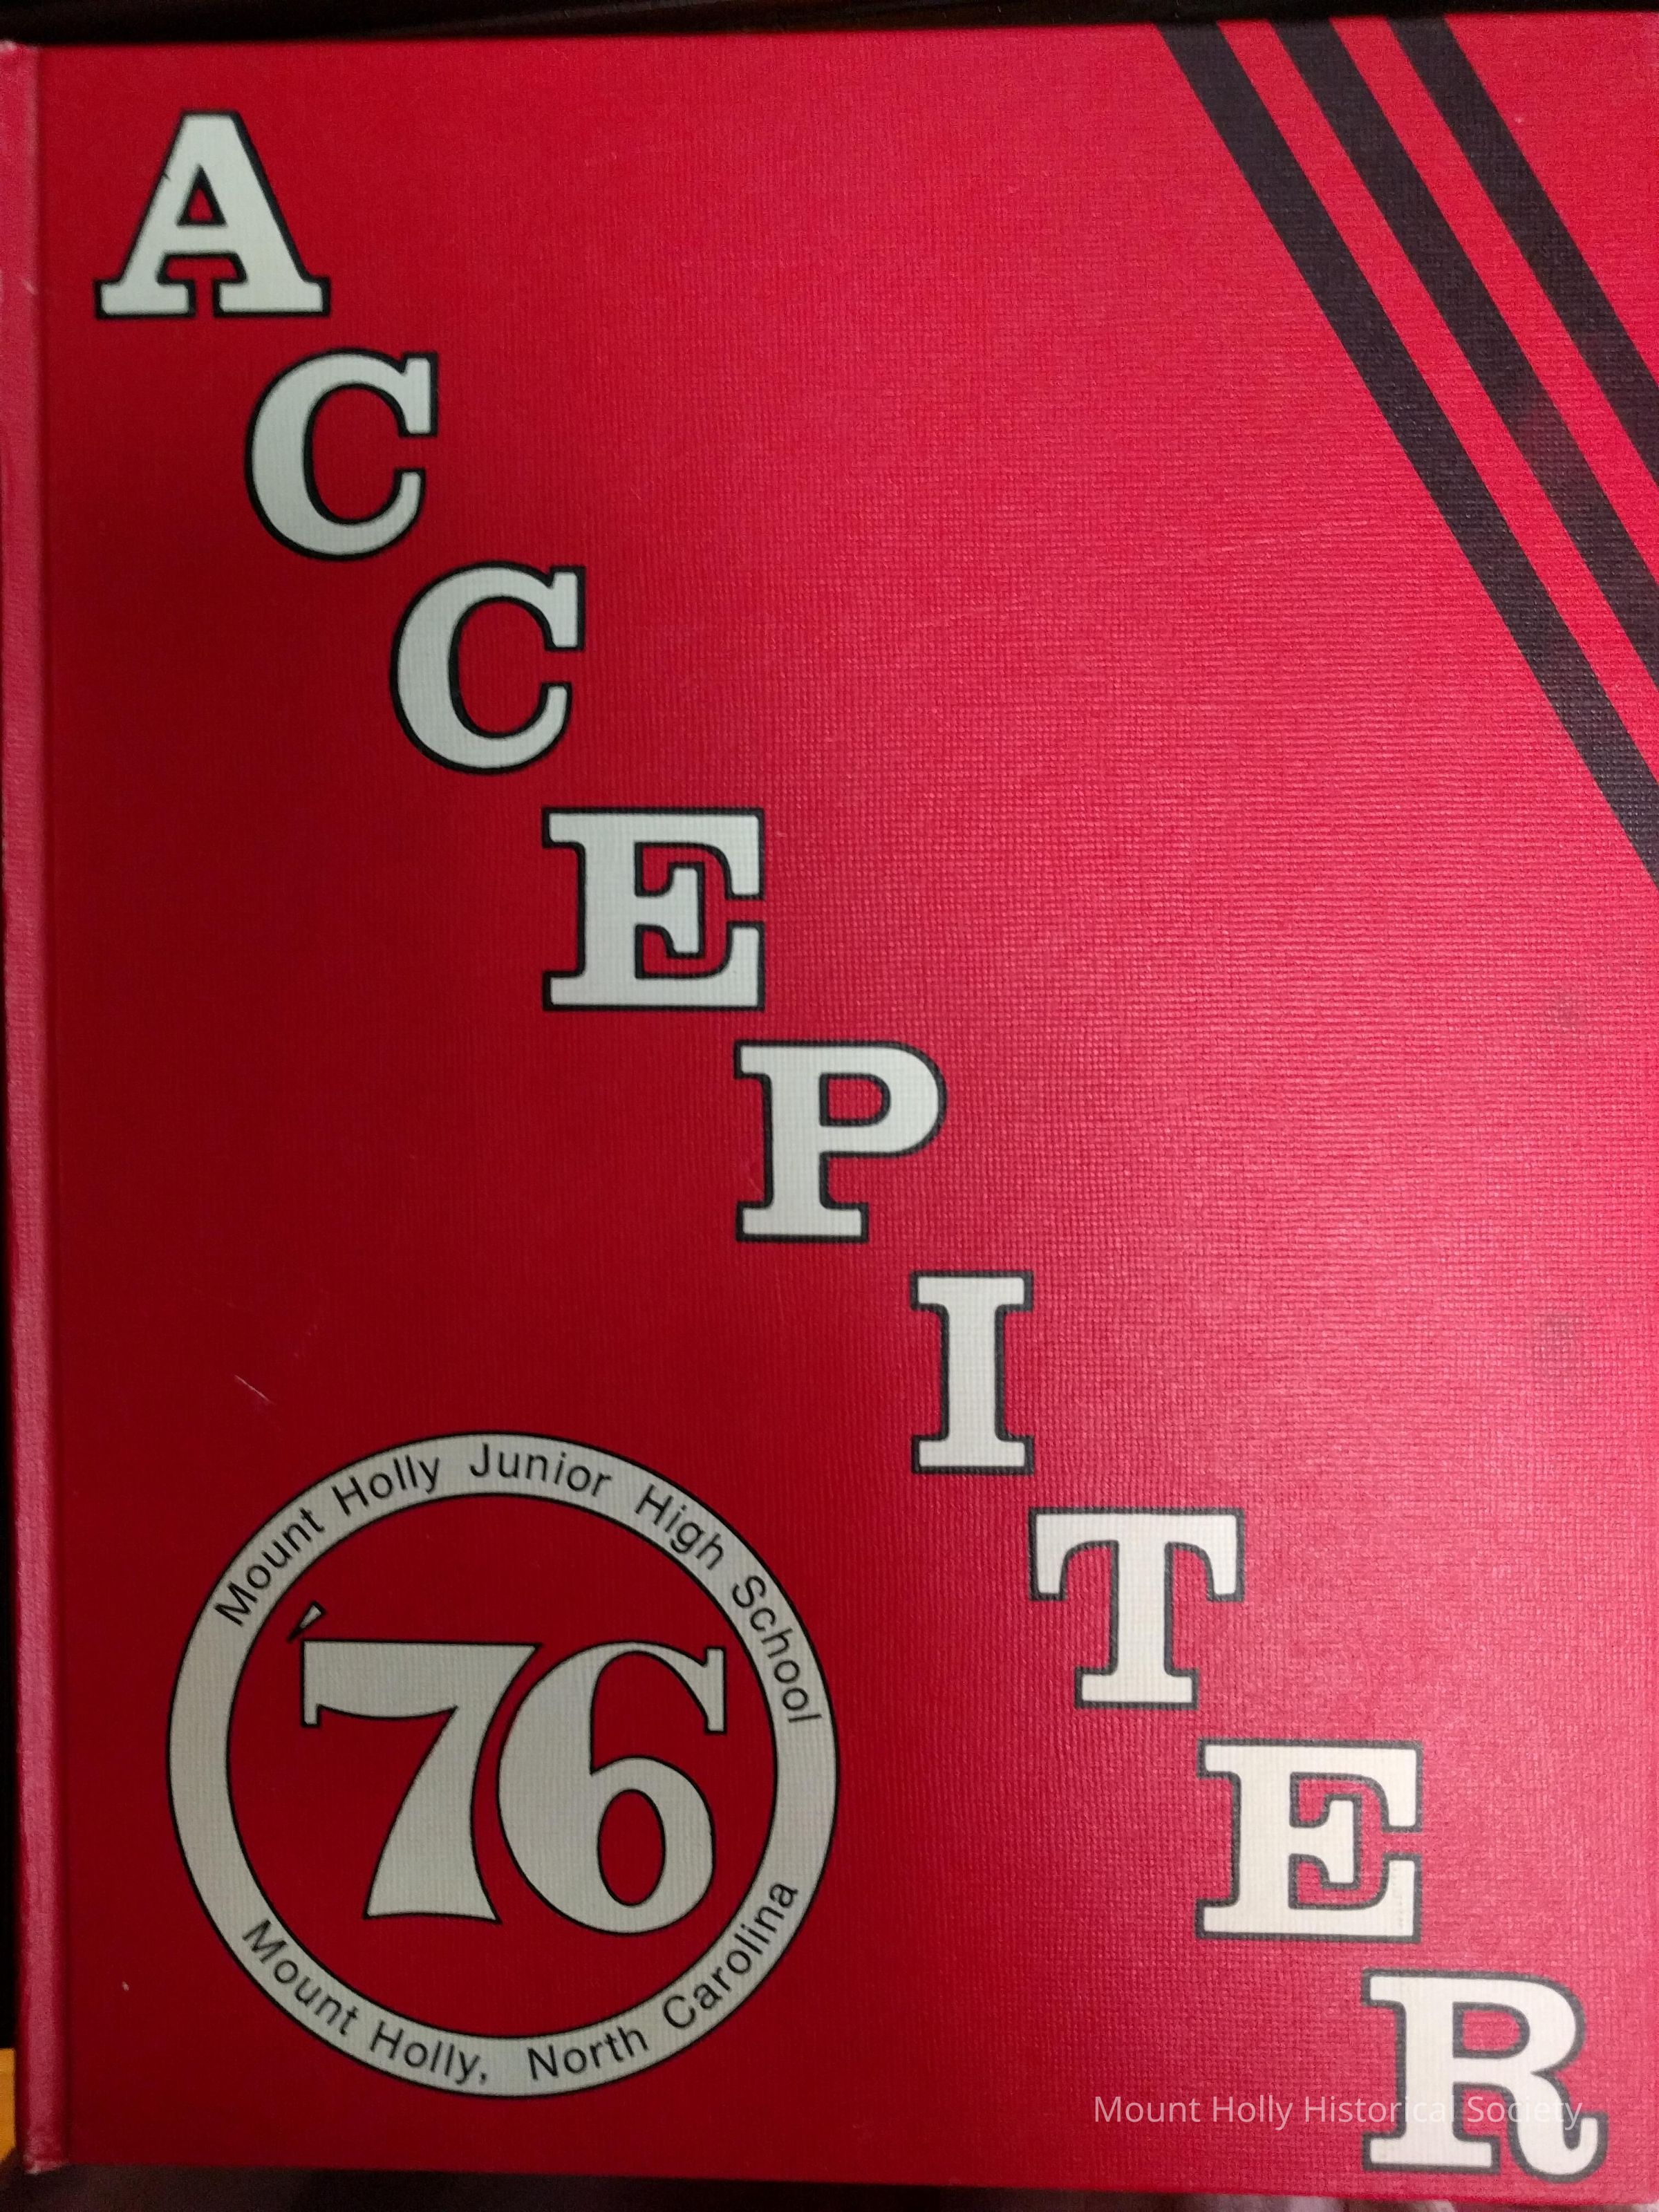 ACCEPITER
Mount Holly Junior High School
'76
Mount Holly, North Carolina
Mount Holly Historical Society